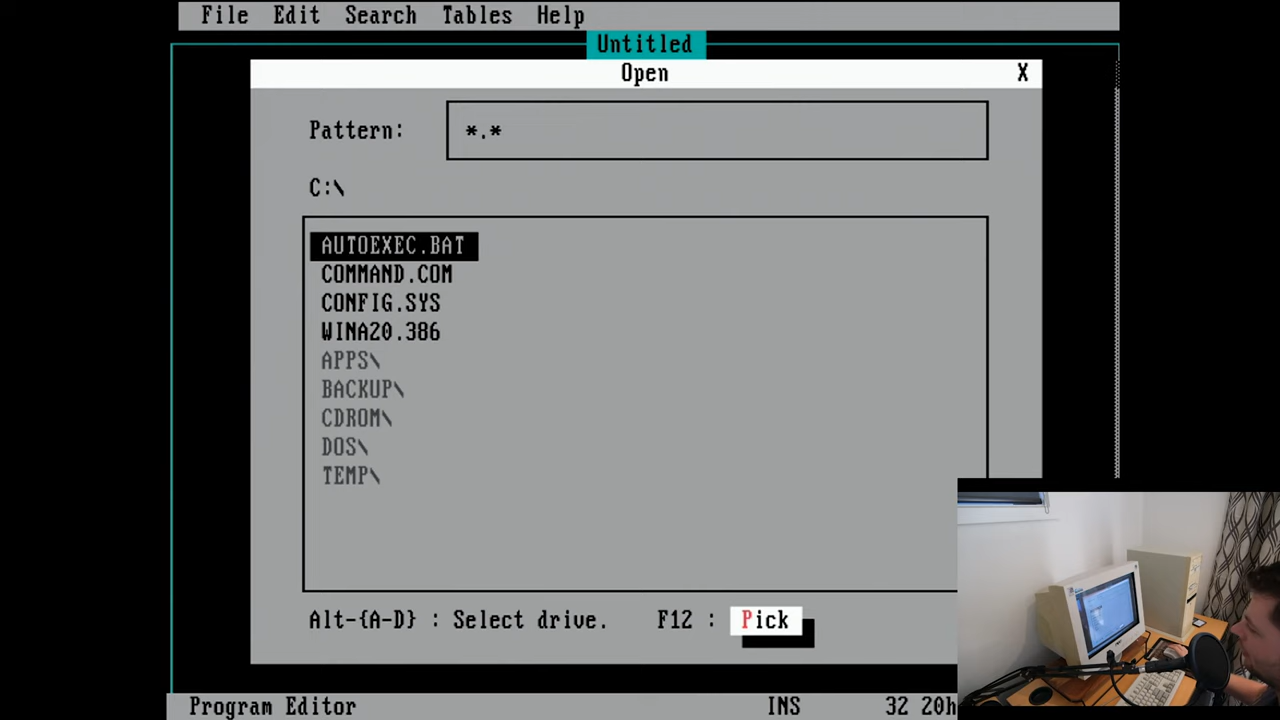 File Edit Search Tables Help
Untitled
Open X
Pattern: *.*
C:\
AUTOEXEC.BAT
COMMAND.COM
CONFIG.SYS
WINA20.386
APPS\
BACKUP\
CDROM\
DOS\
TEMP\
Alt-{A-D} : Select drive. F12 : Pick
Program Editor INS 32 20h